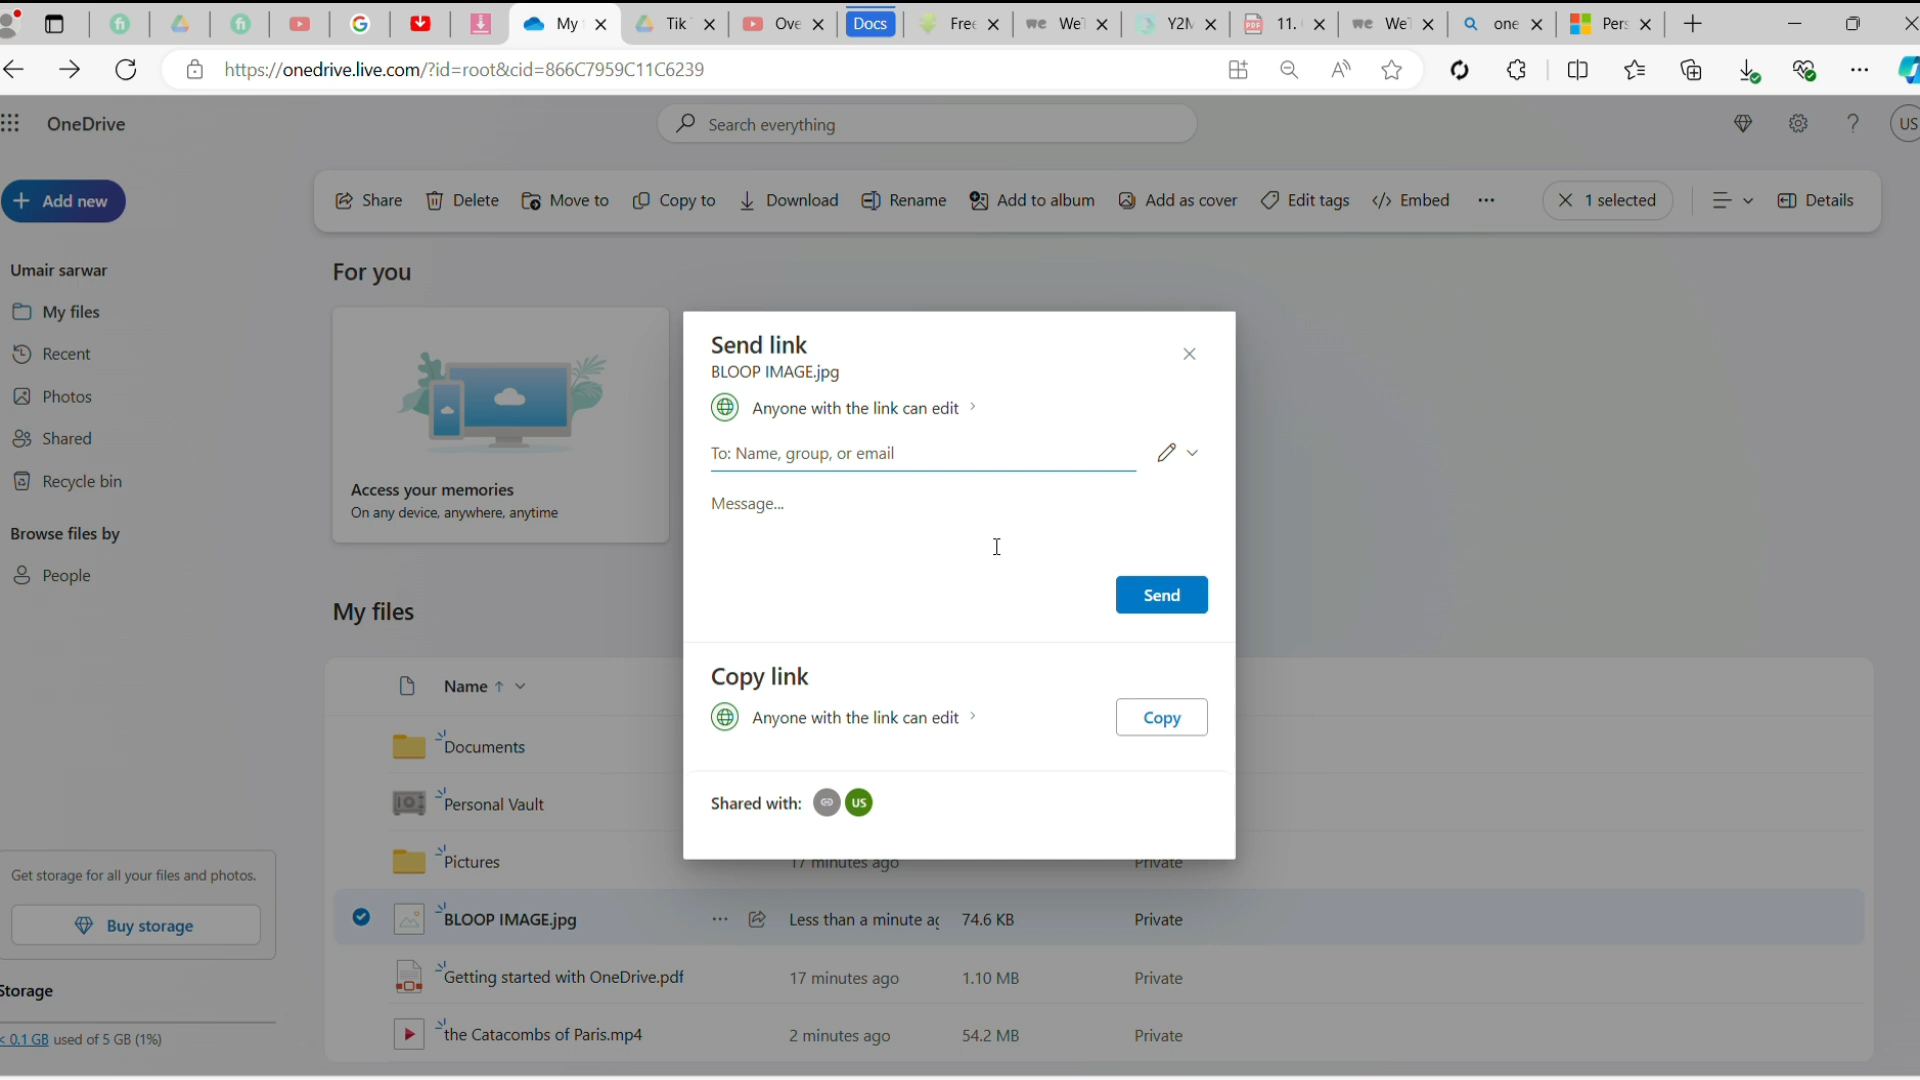 My
Tik
Ove
Docs
Free
WeT
Y2M
11.
WeT
one
Pers
https://onedrive.live.com/?id=root&cid=866C7959C11C6239
OneDrive
Search everything
US
Add new
Share
Delete
Move to
Copy to
Download
Rename
Add to album
Add as cover
Edit tags
Embed
1 selected
Details
Umair sarwar
My files
Recent
Photos
Shared
Recycle bin
Browse files by
People
Get storage for all your files and photos.
Buy storage
Storage
< 0.1 GB used of 5 GB (1%)
For you
Access your memories
On any device, anywhere, anytime
My files
Name
Documents
Personal Vault
Pictures
17 minutes ago
Private
BLOOP IMAGE.jpg
Less than a minute ag
74.6 KB
Private
Getting started with OneDrive.pdf
17 minutes ago
1.10 MB
Private
the Catacombs of Paris.mp4
2 minutes ago
54.2 MB
Private
Send link
BLOOP IMAGE.jpg
Anyone with the link can edit
To: Name, group, or email
Message...
Send
Copy link
Anyone with the link can edit
Copy
Shared with:
US